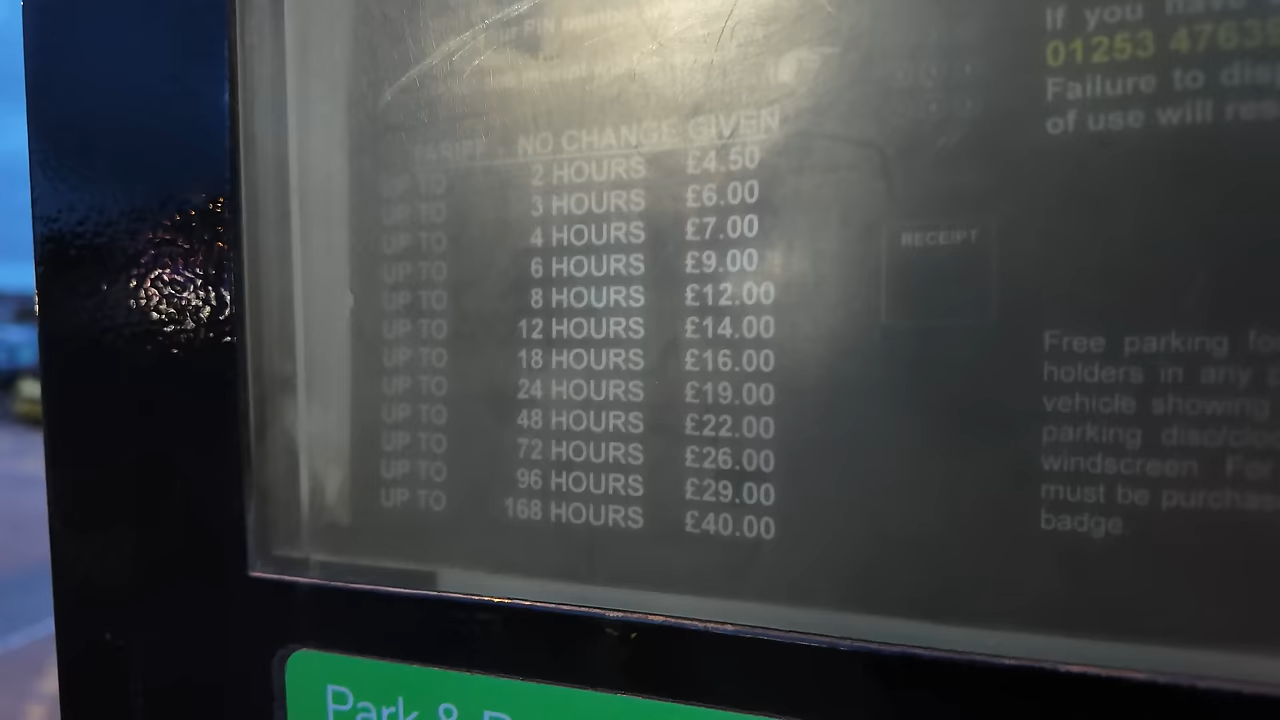 PIN number
receipt
TARIFF - NO CHANGE GIVEN
UP TO 2 HOURS £4.50
UP TO 3 HOURS £6.00
UP TO 4 HOURS £7.00
UP TO 6 HOURS £9.00
UP TO 8 HOURS £12.00
UP TO 12 HOURS £14.00
UP TO 18 HOURS £16.00
UP TO 24 HOURS £19.00
UP TO 48 HOURS £22.00
UP TO 72 HOURS £26.00
UP TO 96 HOURS £29.00
UP TO 168 HOURS £40.00
RECEIPT
If you have
01253 4763
Failure to dis
of use will res
Free parking fo
holders in any
vehicle showing
parking disc/clo
windscreen For
must be purchas
badge.
Park &